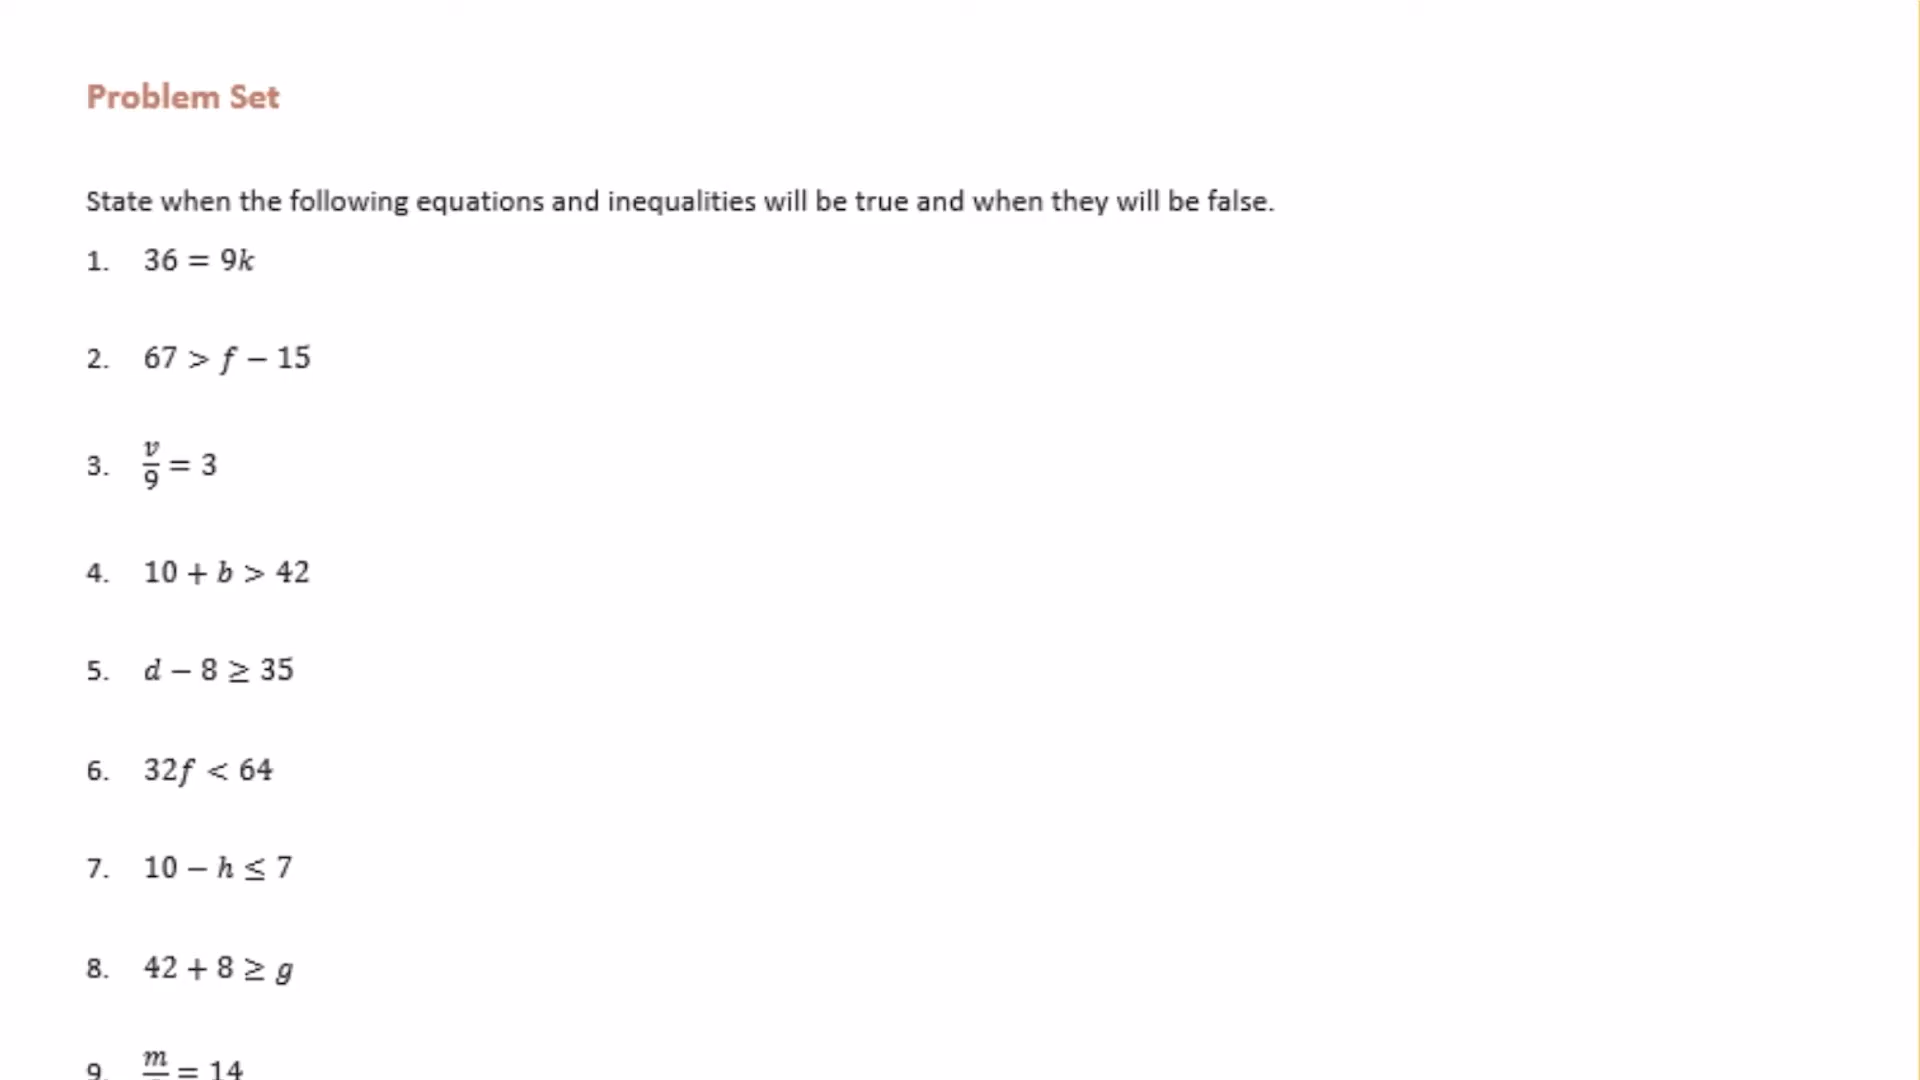 Problem Set
State when the following equations and inequalities will be true and when they will be false.
1. 36 = 9k
2. 67 > f − 15
3. v/9 = 3
4. 10 + b > 42
5. d − 8 ≥ 35
6. 32f < 64
7. 10 − h ≤ 7
8. 42 + 8 ≥ g
9. m = 14